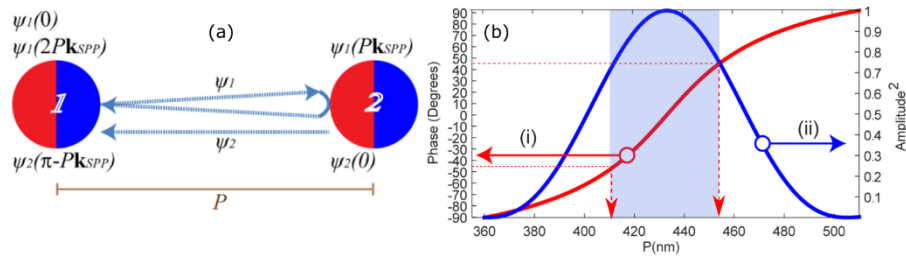 (a)
ψ₁(0)
ψ₁(2Pk_SPP)
ψ₁(Pk_SPP)
1
ψ₁
2
ψ₂
ψ₂(π-Pk_SPP)
ψ₂(0)
P
(b)
Phase (Degrees)
90
80
70
60
50
40
30
20
10
0
-10
-20
-30
-40
-50
-60
-70
-80
-90
(i)
(ii)
360
380
400
420
440
460
480
500
P(nm)
1
0.9
0.8
0.7
0.6
0.5
0.4
0.3
0.2
0.1
Amplitude²